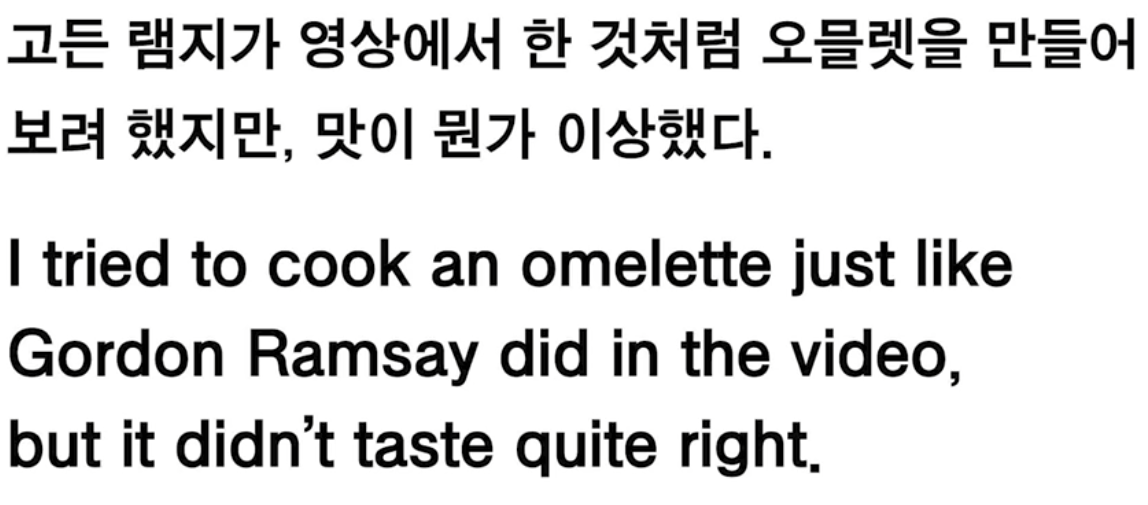 고든 램지가 영상에서 한 것처럼 오믈렛을 만들어
보려 했지만, 맛이 뭔가 이상했다.
I tried to cook an omelette just like
Gordon Ramsay did in the video,
but it didn’t taste quite right.